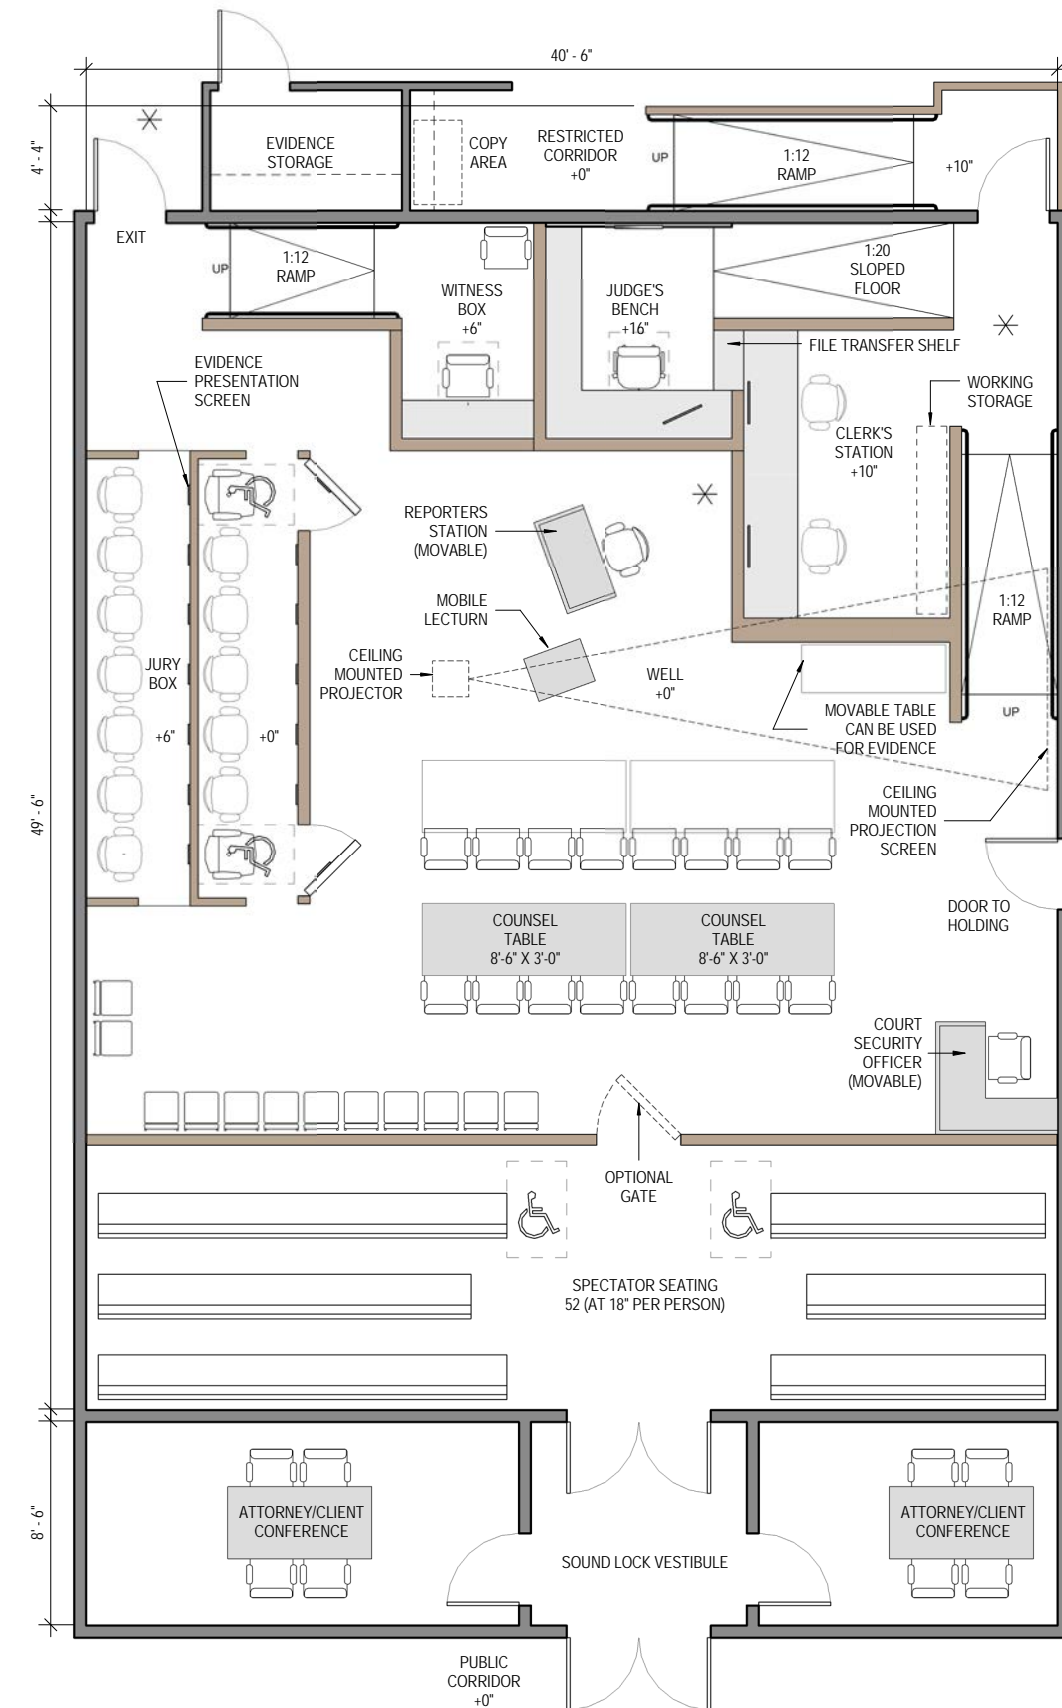 40' - 6"
4' - 4"
EVIDENCE
STORAGE
COPY
AREA
RESTRICTED
CORRIDOR
+0"
UP
1:12
RAMP
+10"
EXIT
UP
1:12
RAMP
WITNESS
BOX
+6"
JUDGE'S
BENCH
+16"
1:20
SLOPED
FLOOR
FILE TRANSFER SHELF
EVIDENCE
PRESENTATION
SCREEN
WORKING
STORAGE
CLERK'S
STATION
+10"
REPORTERS
STATION
(MOVABLE)
MOBILE
LECTURN
1:12
RAMP
CEILING
MOUNTED
PROJECTOR
JURY
BOX
+6"
+0"
WELL
+0"
UP
MOVABLE TABLE
CAN BE USED
FOR EVIDENCE
CEILING
MOUNTED
PROJECTION
SCREEN
49' - 6"
COUNSEL
TABLE
8'-6" X 3'-0"
COUNSEL
TABLE
8'-6" X 3'-0"
DOOR TO
HOLDING
COURT
SECURITY
OFFICER
(MOVABLE)
OPTIONAL
GATE
SPECTATOR SEATING
52 (AT 18" PER PERSON)
8' - 6"
ATTORNEY/CLIENT
CONFERENCE
ATTORNEY/CLIENT
CONFERENCE
SOUND LOCK VESTIBULE
PUBLIC
CORRIDOR
+0"